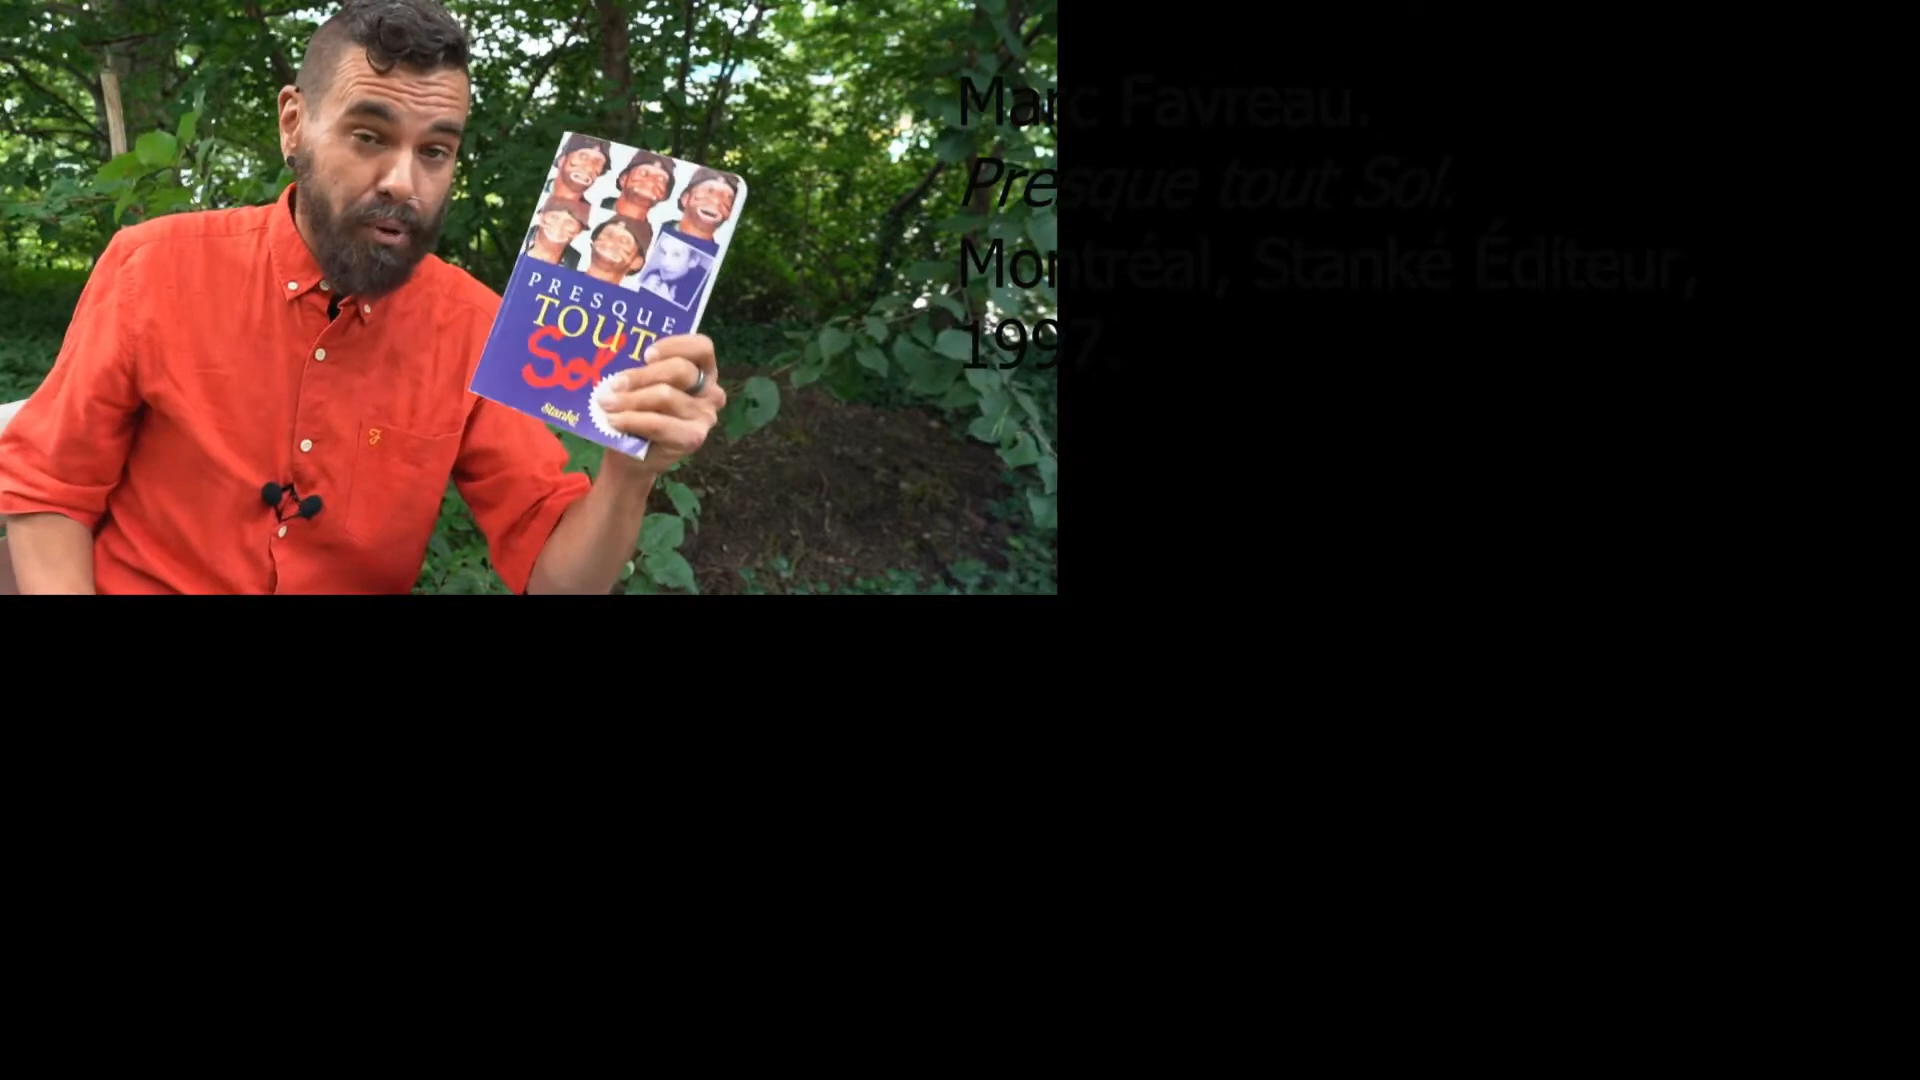 PRESQUE
TOUT
Sol
Stanké
Marc Favreau.
Presque tout Sol.
Montréal, Stanké Éditeur,
1997.